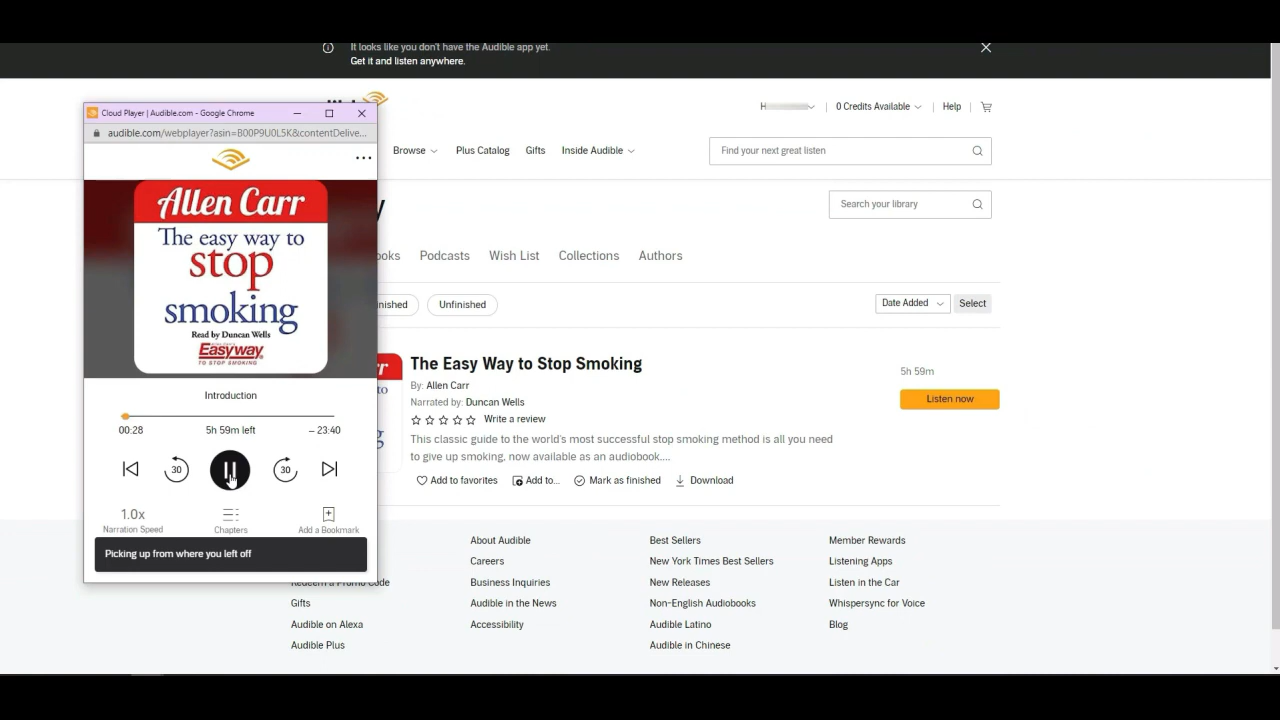 It looks like you don't have the Audible app yet.
Get it and listen anywhere.
Cloud Player | Audible.com - Google Chrome
audible.com/webplayer?asin=B00P9U0L5K&contentDelive...
0 Credits Available
Help
Browse
Plus Catalog
Gifts
Inside Audible
Find your next great listen
Search your library
Podcasts
Wish List
Collections
Authors
Unfinished
Date Added
Select
Allen Carr
The easy way to
stop
smoking
Read by Duncan Wells
Easyway
TO STOP SMOKING
Introduction
00:28
5h 59m left
– 23:40
30
30
1.0x
Narration Speed
Chapters
Add a Bookmark
Picking up from where you left off
The Easy Way to Stop Smoking
By: Allen Carr
Narrated by: Duncan Wells
Write a review
This classic guide to the world's most successful stop smoking method is all you need
to give up smoking, now available as an audiobook....
Add to favorites
Add to...
Mark as finished
Download
5h 59m
Listen now
Redeem a Promo Code
Gifts
Audible on Alexa
Audible Plus
About Audible
Careers
Business Inquiries
Audible in the News
Accessibility
Best Sellers
New York Times Best Sellers
New Releases
Non-English Audiobooks
Audible Latino
Audible in Chinese
Member Rewards
Listening Apps
Listen in the Car
Whispersync for Voice
Blog